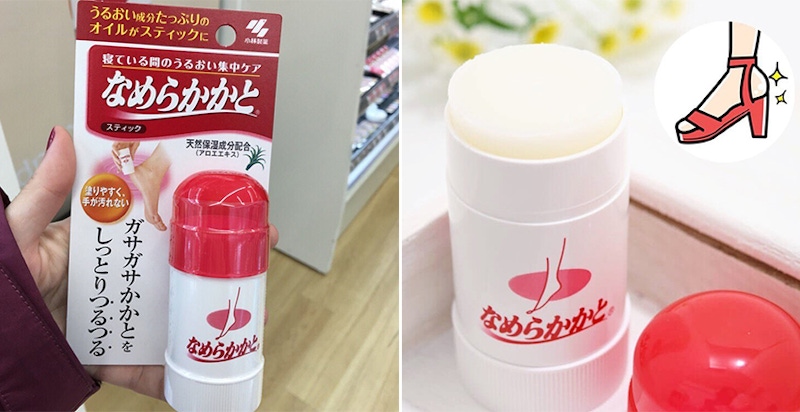 うるおい成分たっぷりの
オイルがスティックに
小林製薬
寝ている間のうるおい集中ケア
なめらかかと
スティック
天然保湿成分配合
(アロエエキス)
塗りやすく、
手が汚れない
ガサガサかかとを
しっとりつるつる
なめらかかと
なめらかかと